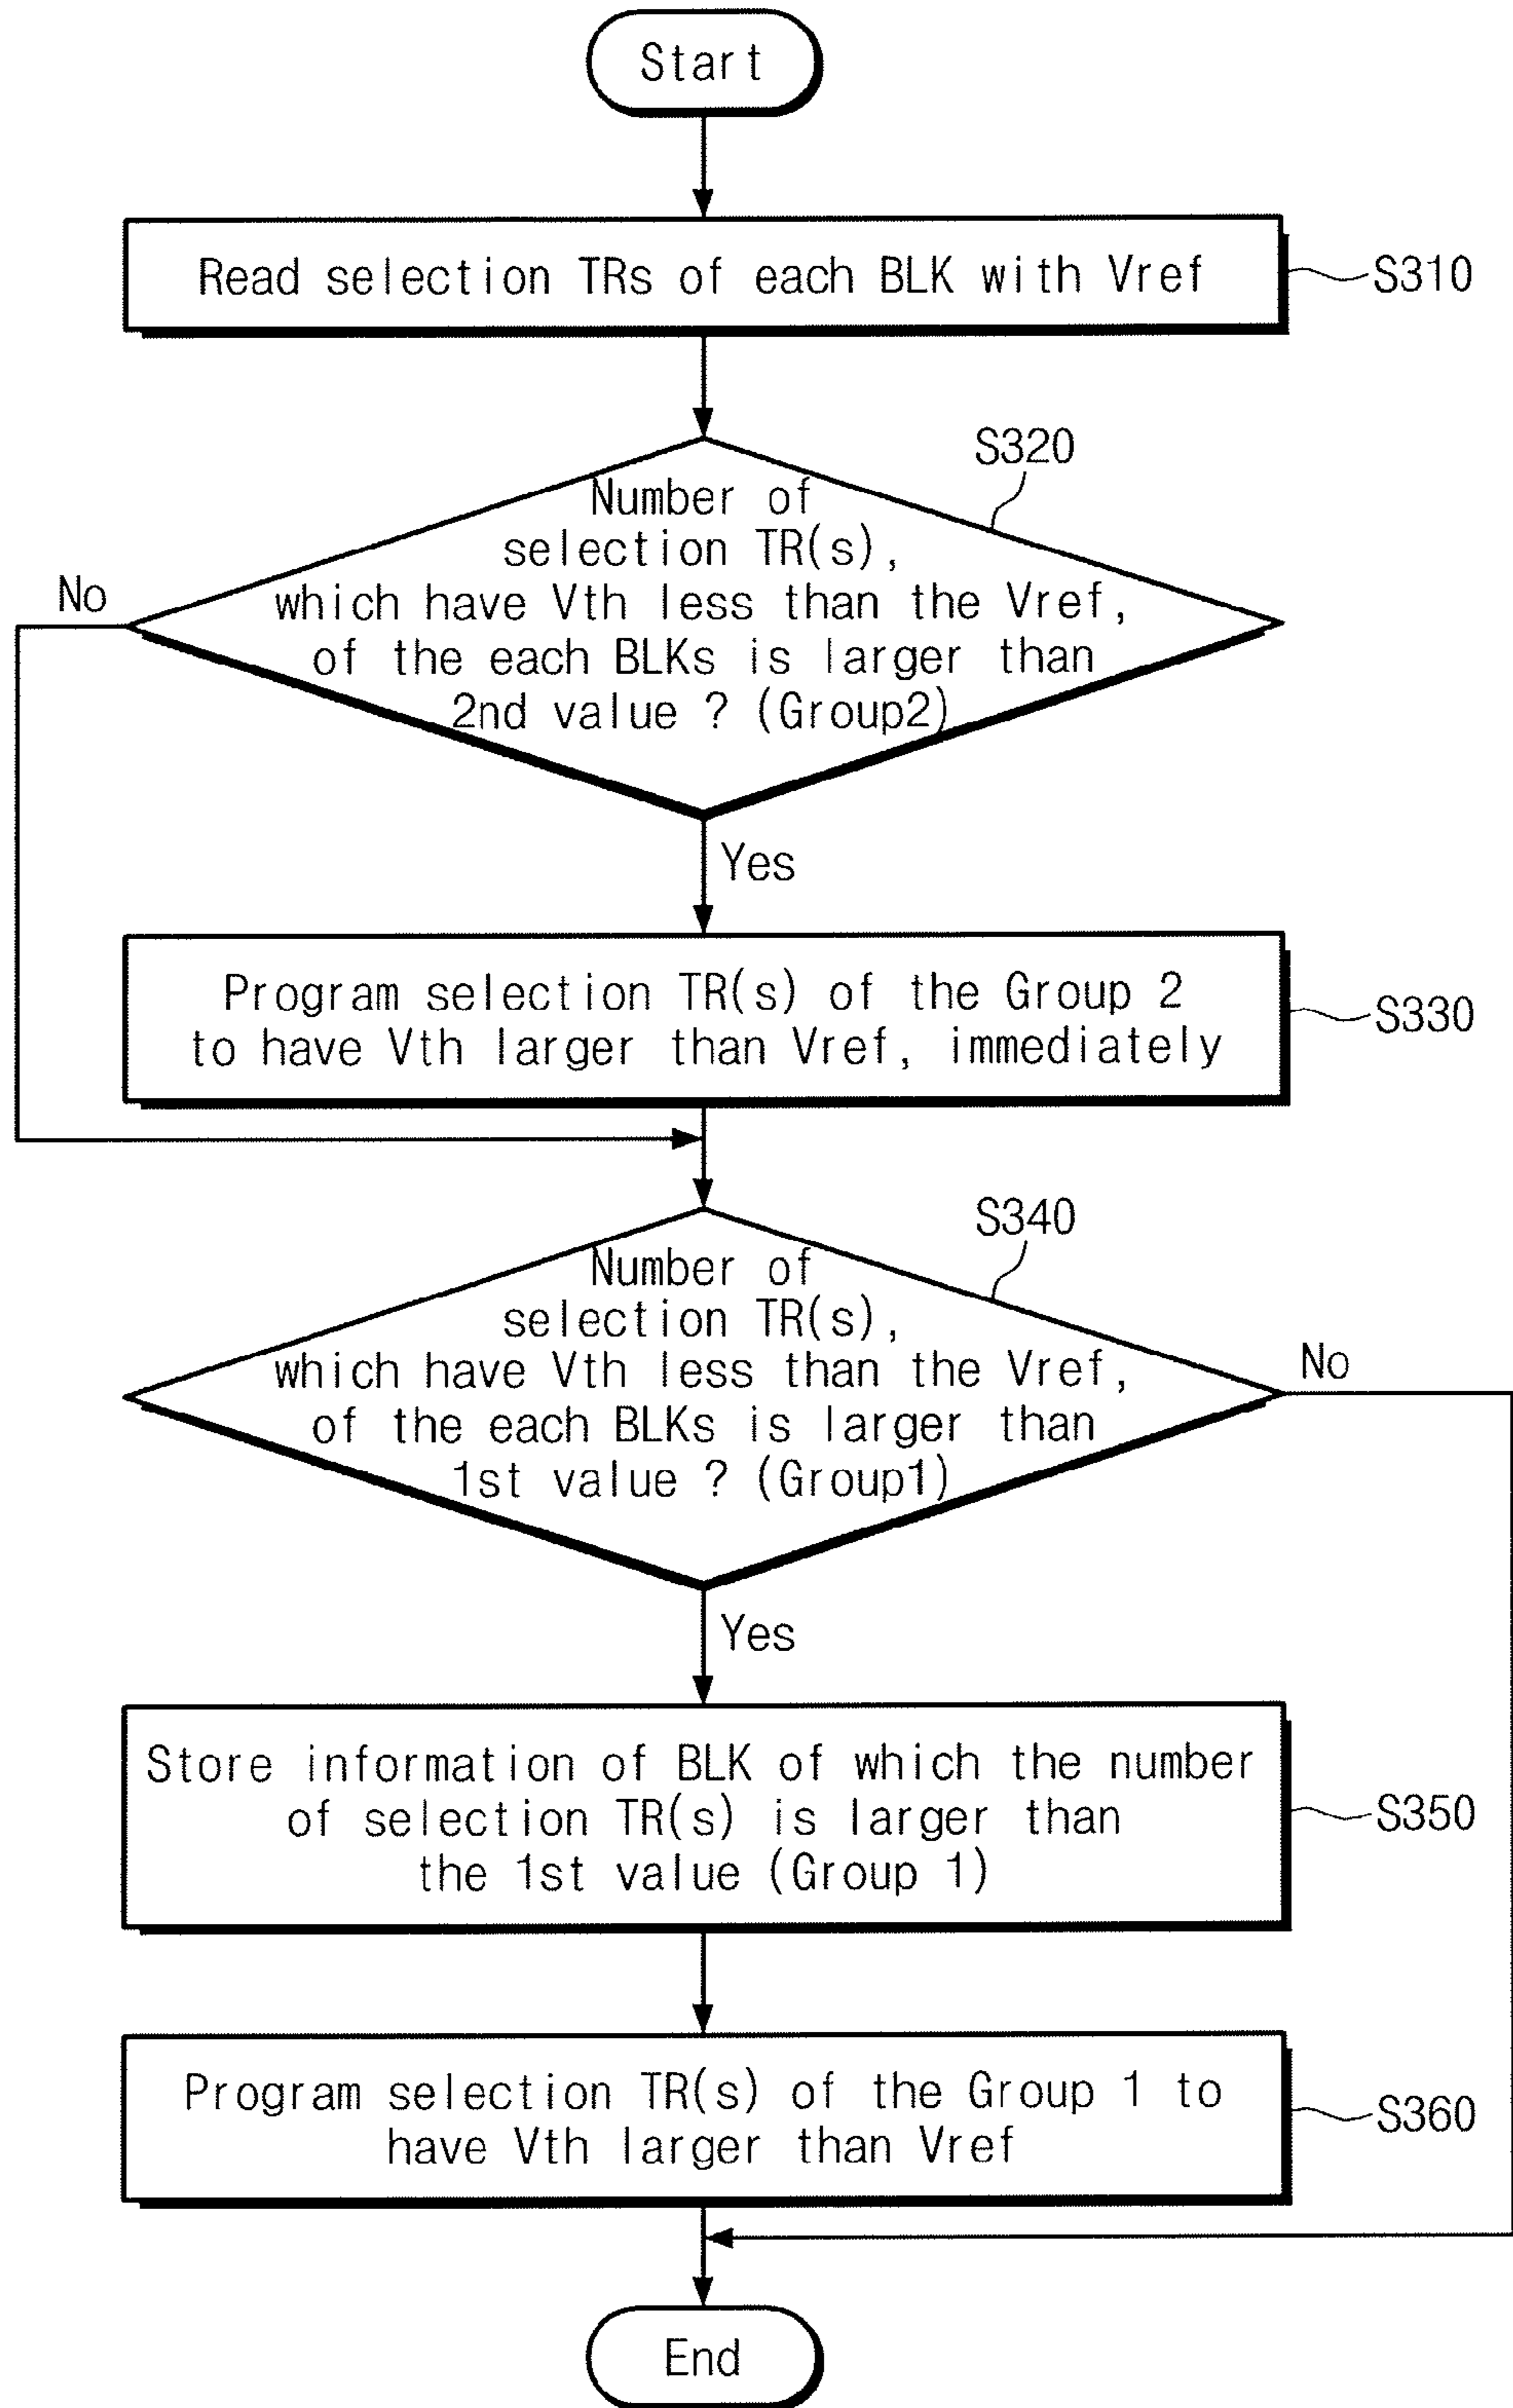 Start
Read selection TRs of each BLK with Vref
S310
S320
Number of
selection TR(s),
which have Vth less than the Vref,
of the each BLKs is larger than
2nd value ? (Group2)
No
Yes
Program selection TR(s) of the Group 2
to have Vth larger than Vref, immediately
S330
S340
Number of
selection TR(s),
which have Vth less than the Vref,
of the each BLKs is larger than
1st value ? (Group1)
No
Yes
Store information of BLK of which the number
of selection TR(s) is larger than
the 1st value (Group 1)
S350
Program selection TR(s) of the Group 1 to
have Vth larger than Vref
S360
End